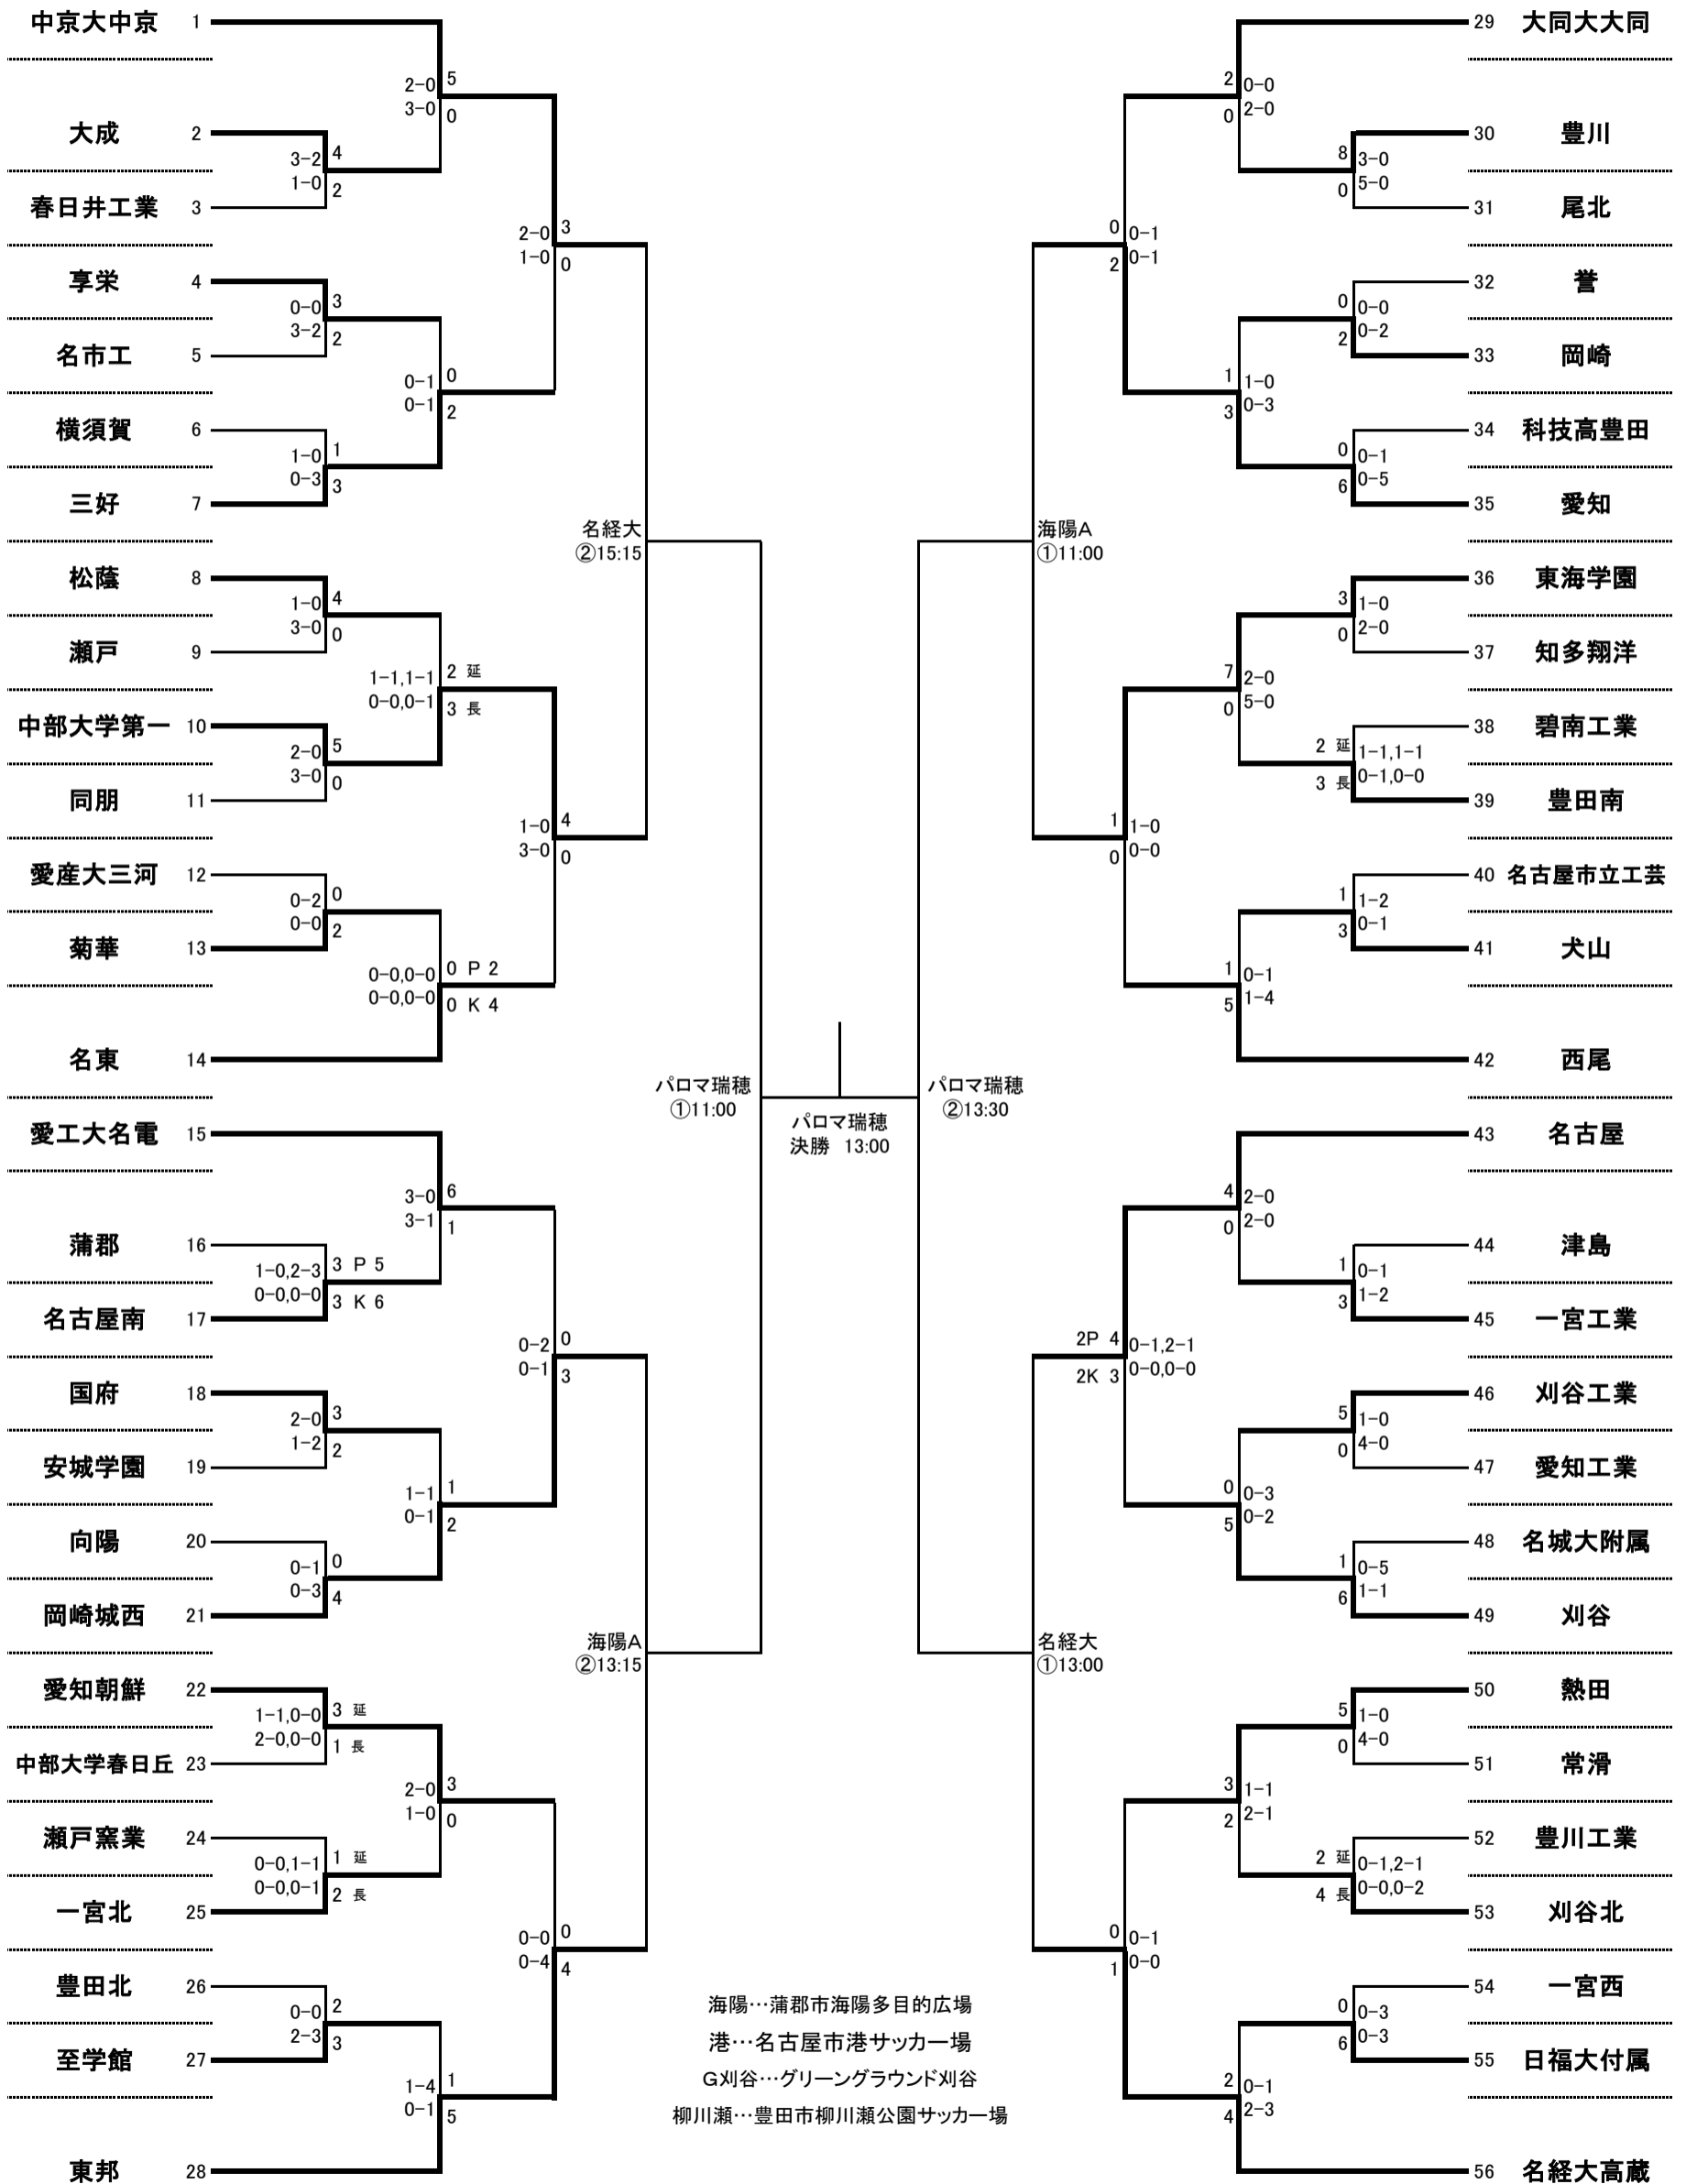 中京大中京 1
2-0 5
3-0 0
大成 2
3-2 4
1-0 2
春日井工業 3
2-0 3
1-0 0
享栄 4
0-0 3
3-2 2
名市工 5
0-1 0
0-1 2
横須賀 6
1-0 1
0-3 3
三好 7
名経大
②15:15
松蔭 8
1-0 4
3-0 0
瀬戸 9
1-1,1-1 2 延
0-0,0-1 3 長
中部大学第一 10
2-0 5
3-0 0
同朋 11
1-0 4
3-0 0
愛産大三河 12
0-2 0
0-0 2
菊華 13
0-0,0-0 0 P 2
0-0,0-0 0 K 4
名東 14
パロマ瑞穂
①11:00
愛工大名電 15
3-0 6
3-1 1
蒲郡 16
1-0,2-3 3 P 5
0-0,0-0 3 K 6
名古屋南 17
0-2 0
0-1 3
国府 18
2-0 3
1-2 2
安城学園 19
1-1 1
0-1 2
向陽 20
0-1 0
0-3 4
岡崎城西 21
海陽A
②13:15
愛知朝鮮 22
1-1,0-0 3 延
2-0,0-0 1 長
中部大学春日丘 23
2-0 3
1-0 0
瀬戸窯業 24
0-0,1-1 1 延
0-0,0-1 2 長
一宮北 25
0-0 0
0-4 4
豊田北 26
0-0 2
2-3 3
至学館 27
1-4 1
0-1 5
東邦 28
パロマ瑞穂
決勝 13:00
29 大同大大同
2 0-0
0 2-0
30 豊川
8 3-0
0 5-0
31 尾北
0 0-1
2 0-1
32 誉
0 0-0
2 0-2
33 岡崎
1 1-0
3 0-3
34 科技高豊田
0 0-1
6 0-5
35 愛知
海陽A
①11:00
36 東海学園
3 1-0
0 2-0
37 知多翔洋
7 2-0
0 5-0
38 碧南工業
2 延 1-1,1-1
3 長 0-1,0-0
39 豊田南
1 1-0
0 0-0
40 名古屋市立工芸
1 1-2
3 0-1
41 犬山
1 0-1
5 1-4
42 西尾
パロマ瑞穂
②13:30
43 名古屋
4 2-0
0 2-0
44 津島
1 0-1
3 1-2
45 一宮工業
2P 4 0-1,2-1
2K 3 0-0,0-0
46 刈谷工業
5 1-0
0 4-0
47 愛知工業
0 0-3
5 0-2
48 名城大附属
1 0-5
6 1-1
49 刈谷
名経大
①13:00
50 熱田
5 1-0
0 4-0
51 常滑
3 1-1
2 2-1
52 豊川工業
2 延 0-1,2-1
4 長 0-0,0-2
53 刈谷北
0 0-1
1 0-0
54 一宮西
0 0-3
6 0-3
55 日福大付属
2 0-1
4 2-3
56 名経大高蔵
海陽…蒲郡市海陽多目的広場
港…名古屋市港サッカー場
G刈谷…グリーングラウンド刈谷
柳川瀬…豊田市柳川瀬公園サッカー場